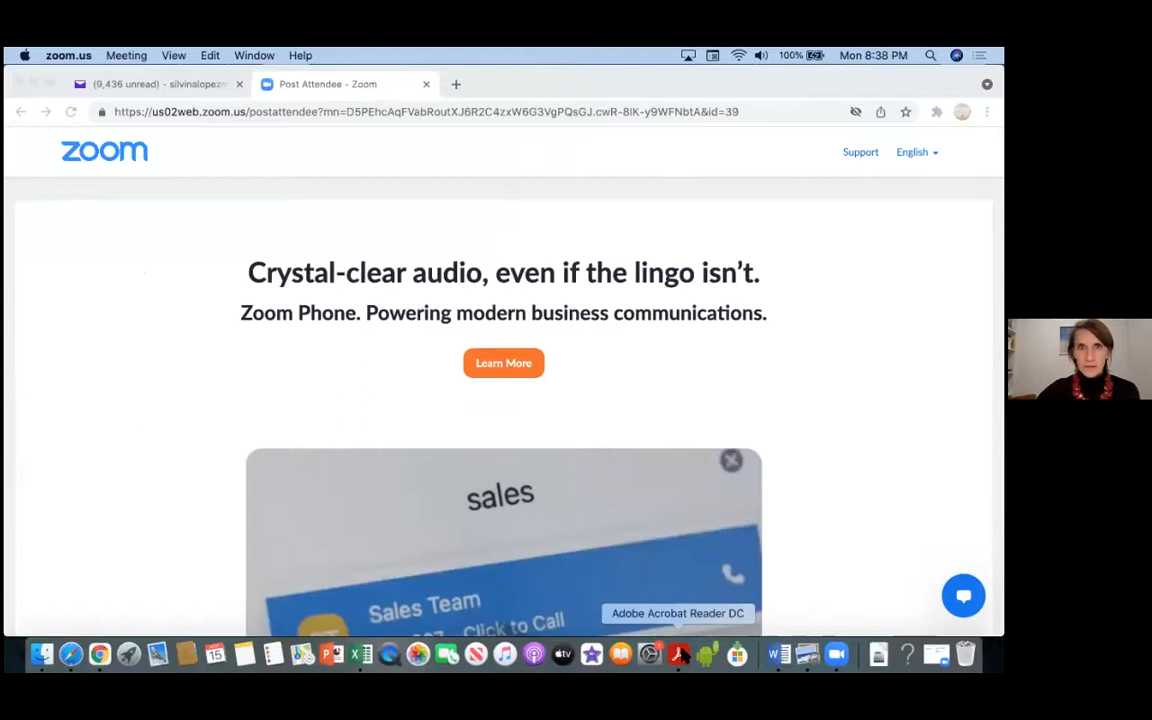 zoom.us Meeting View Edit Window Help 100% Mon 8:38 PM
(9,436 unread) - silvinalopezm Post Attendee - Zoom
https://us02web.zoom.us/postattendee?mn=D5PEhcAqFVabRoutXJ6R2C4zxW6G3VgPQsGJ.cwR-8lK-y9WFNbtA&id=39
zoom Support English
Crystal-clear audio, even if the lingo isn't.
Zoom Phone. Powering modern business communications.
Learn More
sales
Sales Team
Click to Call
Adobe Acrobat Reader DC
15